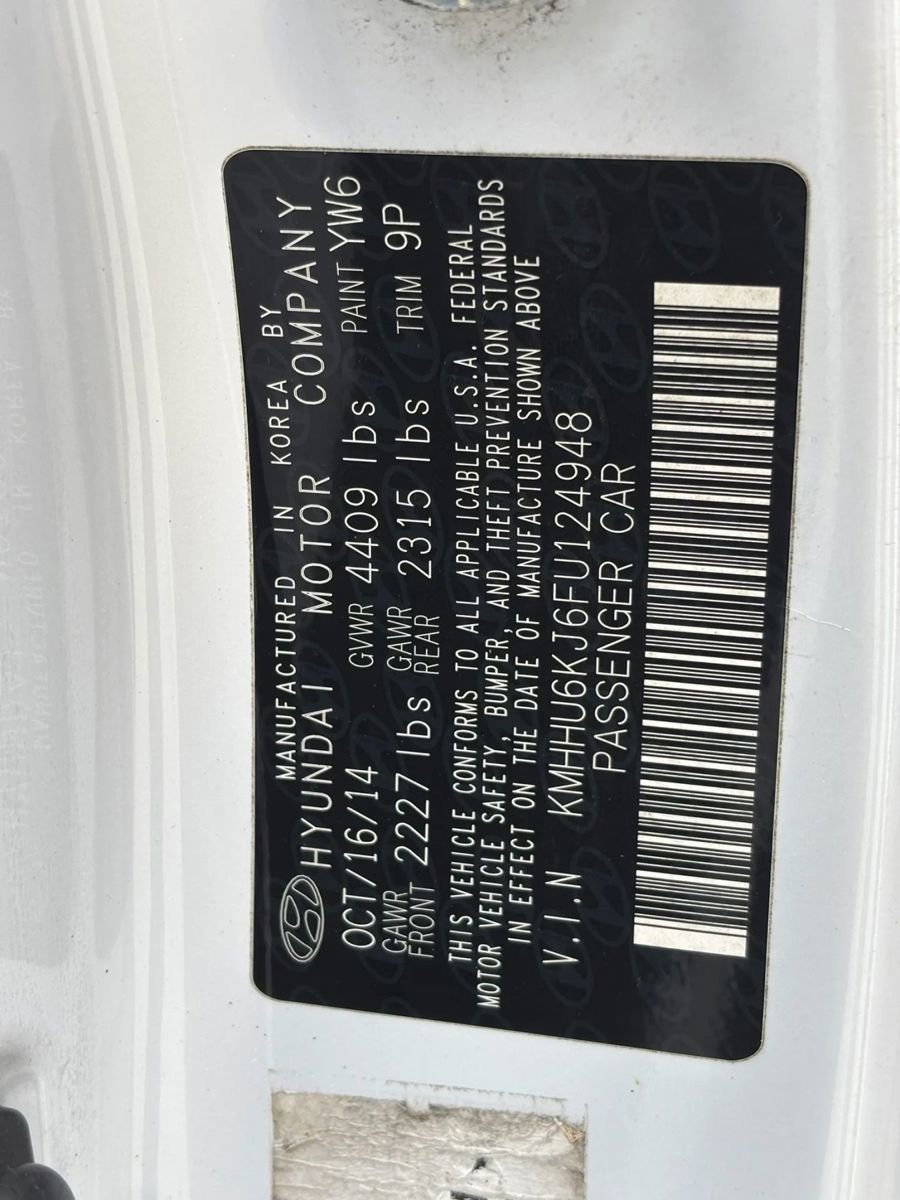 MANUFACTURED IN KOREA BY
HYUNDAI MOTOR COMPANY
OCT/16/14 GVWR 4409 lbs PAINT YW6
GAWR FRONT 2227 lbs GAWR REAR 2315 lbs TRIM 9P
THIS VEHICLE CONFORMS TO ALL APPLICABLE U.S.A. FEDERAL
MOTOR VEHICLE SAFETY, BUMPER, AND THEFT PREVENTION STANDARDS
IN EFFECT ON THE DATE OF MANUFACTURE SHOWN ABOVE
V.I.N KMHHU6KJ6FU124948
PASSENGER CAR